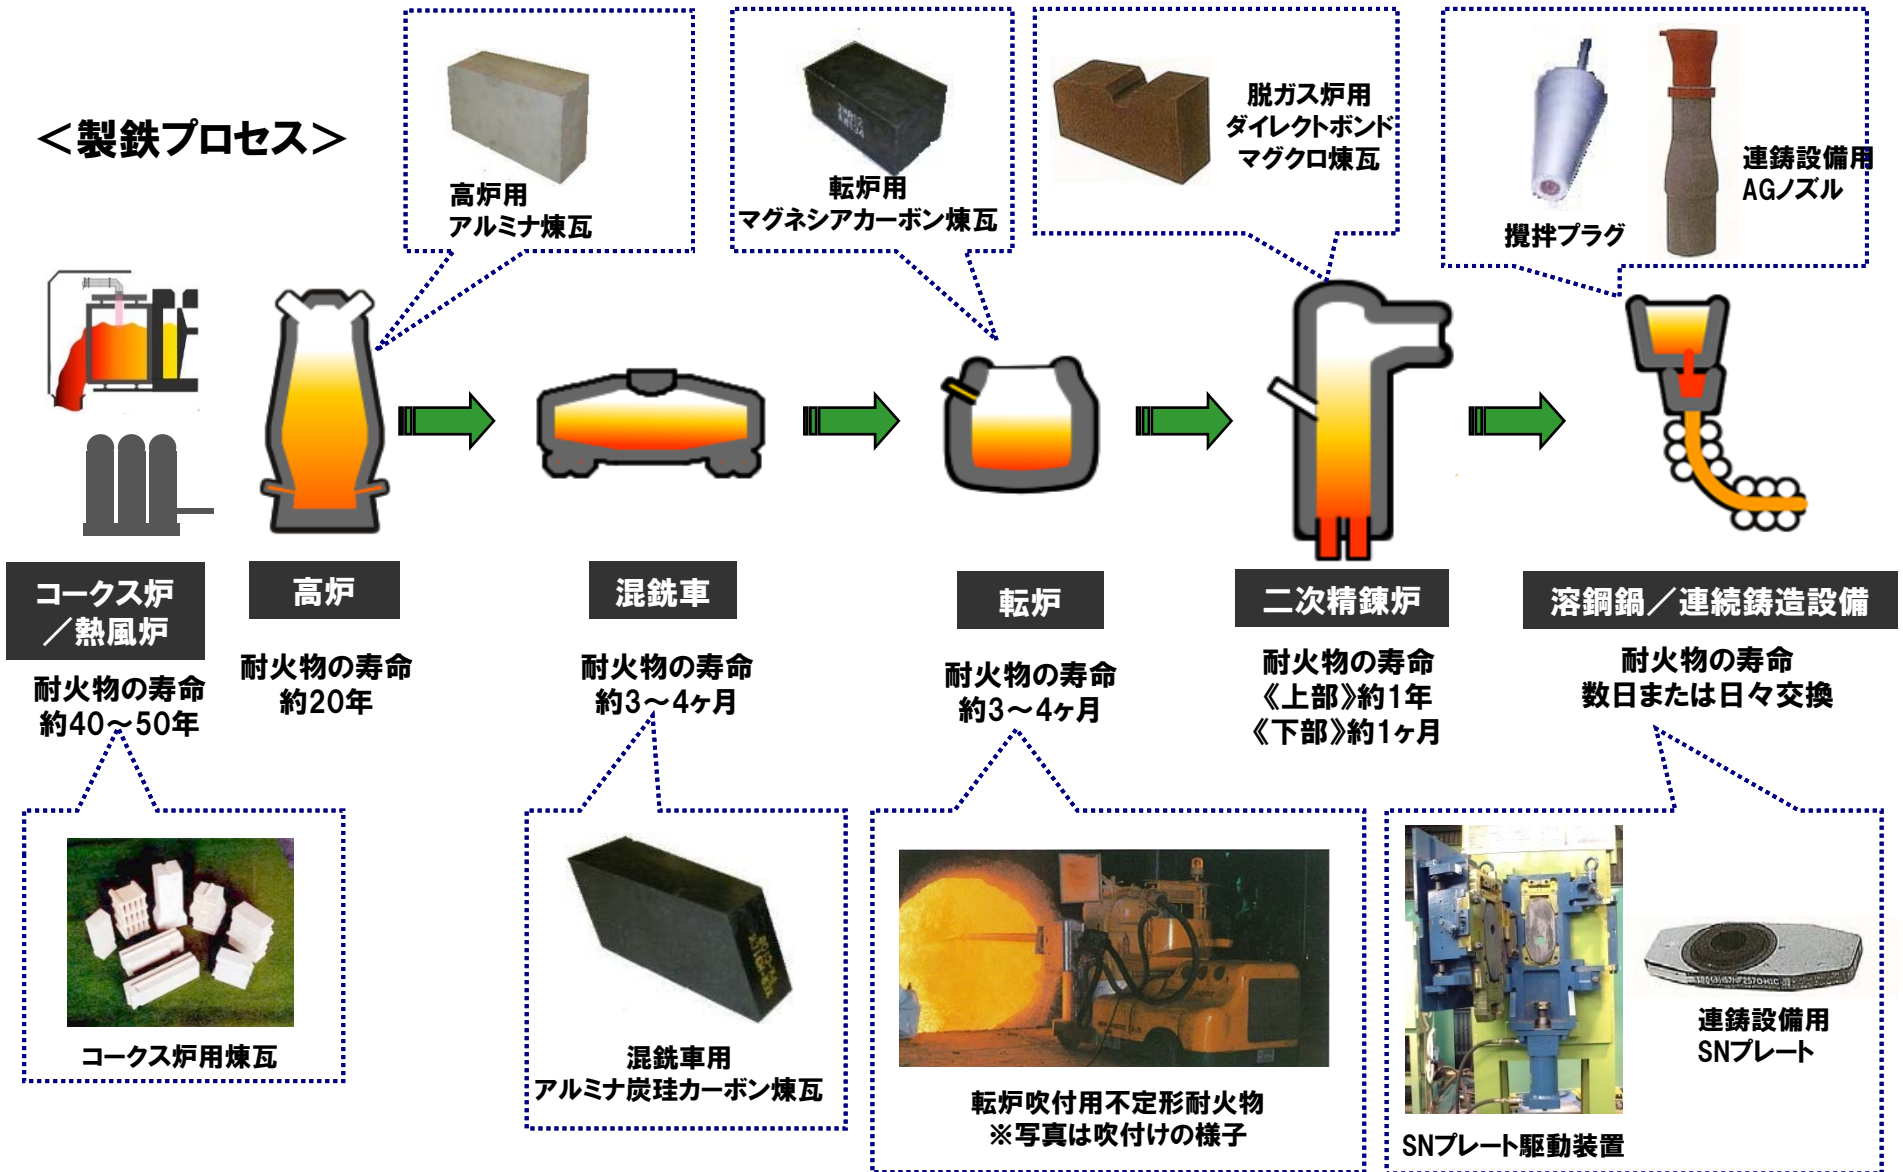 ＜製鉄プロセス＞
高炉用
アルミナ煉瓦
転炉用
マグネシアカーボン煉瓦
脱ガス炉用
ダイレクトボンド
マグクロ煉瓦
攪拌プラグ
連鋳設備用
AGノズル
コークス炉
／熱風炉
耐火物の寿命
約40～50年
高炉
耐火物の寿命
約20年
混銑車
耐火物の寿命
約3～4ヶ月
転炉
耐火物の寿命
約3～4ヶ月
二次精錬炉
耐火物の寿命
《上部》約1年
《下部》約1ヶ月
溶鋼鍋／連続鋳造設備
耐火物の寿命
数日または日々交換
コークス炉用煉瓦
混銑車用
アルミナ炭珪カーボン煉瓦
転炉吹付用不定形耐火物
※写真は吹付けの様子
SNプレート駆動装置
連鋳設備用
SNプレート